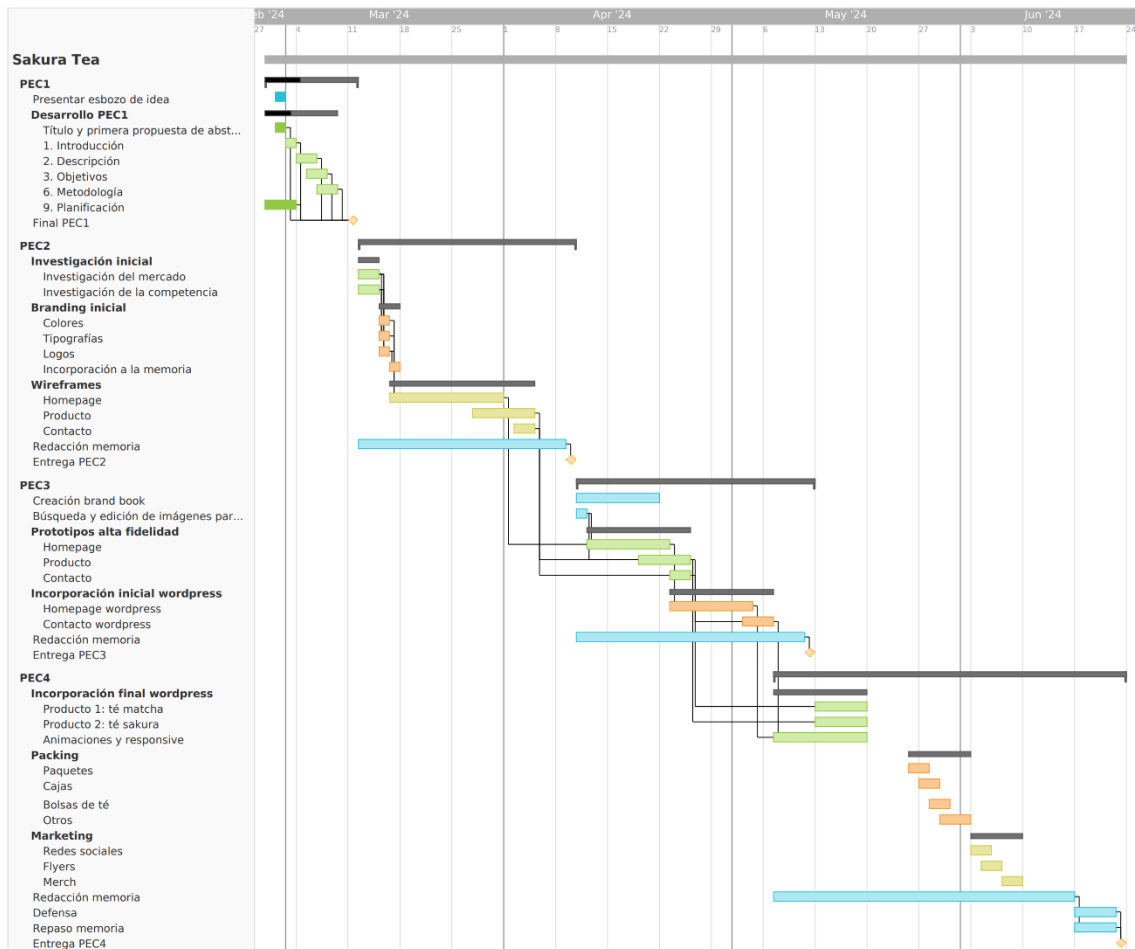 eb '24 Mar '24 Apr '24 May '24 Jun '24
27 4 11 18 25 1 8 15 22 29 6 13 20 27 3 10 17 24
Sakura Tea
PEC1
Presentar esbozo de idea
Desarrollo PEC1
Título y primera propuesta de abst...
1. Introducción
2. Descripción
3. Objetivos
6. Metodología
9. Planificación
Final PEC1
PEC2
Investigación inicial
Investigación del mercado
Investigación de la competencia
Branding inicial
Colores
Tipografías
Logos
Incorporación a la memoria
Wireframes
Homepage
Producto
Contacto
Redacción memoria
Entrega PEC2
PEC3
Creación brand book
Búsqueda y edición de imágenes par...
Prototipos alta fidelidad
Homepage
Producto
Contacto
Incorporación inicial wordpress
Homepage wordpress
Contacto wordpress
Redacción memoria
Entrega PEC3
PEC4
Incorporación final wordpress
Producto 1: té matcha
Producto 2: té sakura
Animaciones y responsive
Packing
Paquetes
Cajas
Bolsas de té
Otros
Marketing
Redes sociales
Flyers
Merch
Redacción memoria
Defensa
Repaso memoria
Entrega PEC4